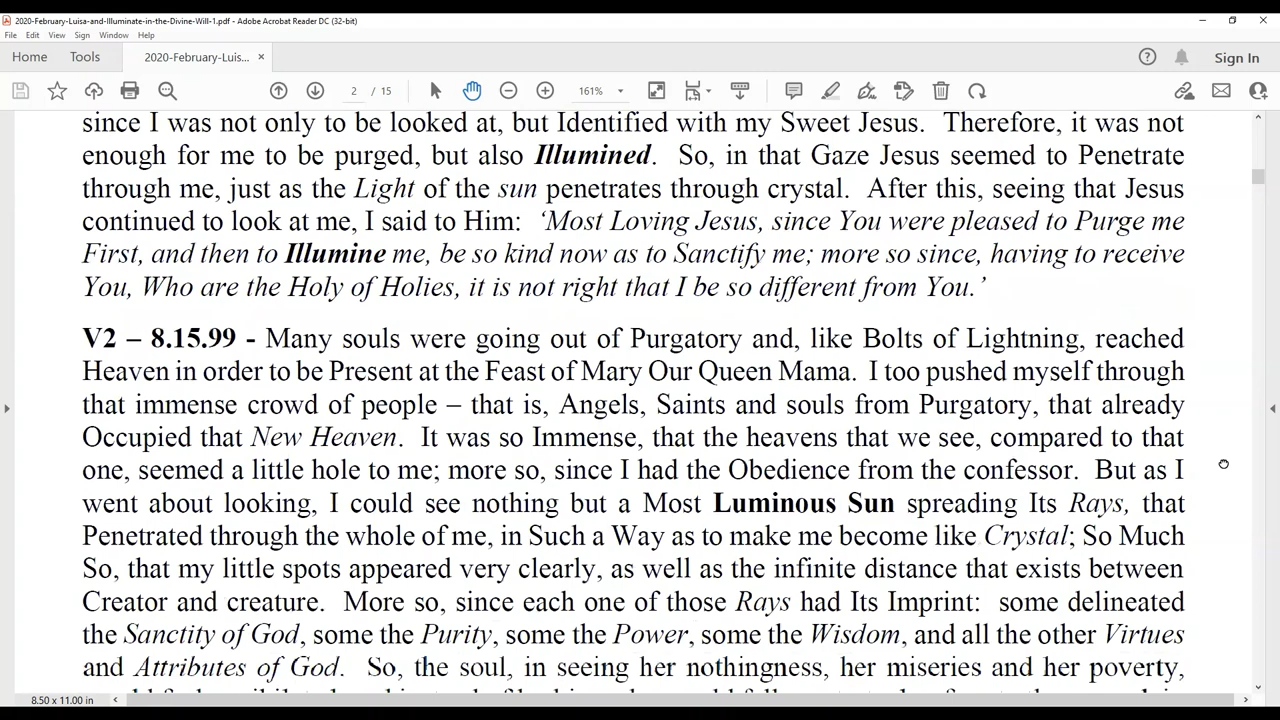 2020-February-Luisa-and-Illuminate-in-the-Divine-Will-1.pdf - Adobe Acrobat Reader DC (32-bit)
File Edit View Sign Window Help
Home Tools 2020-February-Luis... × Sign In
2 / 15 161%
since I was not only to be looked at, but Identified with my Sweet Jesus. Therefore, it was not
enough for me to be purged, but also Illumined. So, in that Gaze Jesus seemed to Penetrate
through me, just as the Light of the sun penetrates through crystal. After this, seeing that Jesus
continued to look at me, I said to Him: ‘Most Loving Jesus, since You were pleased to Purge me
First, and then to Illumine me, be so kind now as to Sanctify me; more so since, having to receive
You, Who are the Holy of Holies, it is not right that I be so different from You.’
V2 – 8.15.99 - Many souls were going out of Purgatory and, like Bolts of Lightning, reached
Heaven in order to be Present at the Feast of Mary Our Queen Mama. I too pushed myself through
that immense crowd of people – that is, Angels, Saints and souls from Purgatory, that already
Occupied that New Heaven. It was so Immense, that the heavens that we see, compared to that
one, seemed a little hole to me; more so, since I had the Obedience from the confessor. But as I
went about looking, I could see nothing but a Most Luminous Sun spreading Its Rays, that
Penetrated through the whole of me, in Such a Way as to make me become like Crystal; So Much
So, that my little spots appeared very clearly, as well as the infinite distance that exists between
Creator and creature. More so, since each one of those Rays had Its Imprint: some delineated
the Sanctity of God, some the Purity, some the Power, some the Wisdom, and all the other Virtues
and Attributes of God. So, the soul, in seeing her nothingness, her miseries and her poverty,
8.50 x 11.00 in